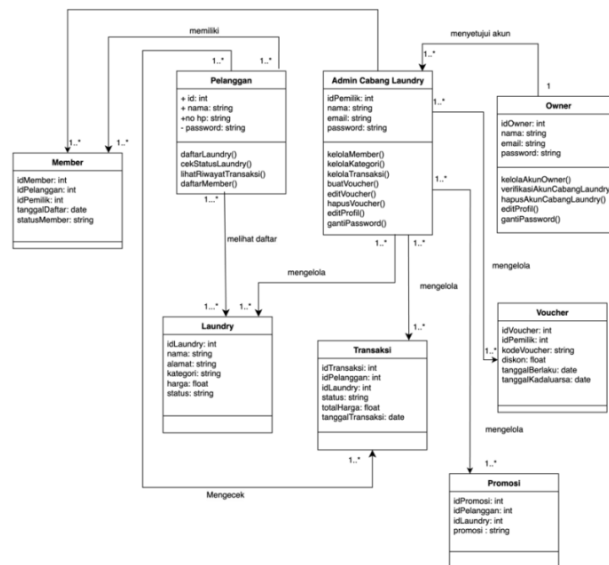 memiliki
menyetujui akun
1..*
1..*
1..*
1
Pelanggan
+ id: int
+ nama: string
+no hp: string
- password: string
daftarLaundry()
cekStatusLaundry()
lihatRiwayatTransaksi()
daftarMember()
Admin Cabang Laundry
idPemilik: int
nama: string
email: string
password: string
kelolaMember()
kelolaKategori()
kelolaTransaksi()
buatVoucher()
editVoucher()
hapusVoucher()
editProfil()
gantiPassword()
1..*
1..*
Owner
idOwner: int
nama: string
email: string
password: string
kelolaAkunOwner()
verifikasiAkunCabangLaundry
hapusAkunCabangLaundry()
editProfil()
gantiPassword()
1..*
1..*
Member
idMember: int
idPelanggan: int
idPemilik: int
tanggalDaftar: date
statusMember: string
1...*
melihat daftar
1..*
1..*
mengelola
mengelola
mengelola
1...*
1..*
Laundry
idLaundry: int
nama: string
alamat: string
kategori: string
harga: float
status: string
1..*
Transaksi
idTransaksi: int
idPelanggan: int
idLaundry: int
status: string
totalHarga: float
tanggalTransaksi: date
1..*
Voucher
idVoucher: int
idPemilik: int
kodeVoucher: string
diskon: float
tanggalBerlaku: date
tanggalKadaluarsa: date
1..*
mengelola
1..*
Mengecek
1..*
Promosi
idPromosi: int
idPelanggan: int
idLaundry: int
promosi : string